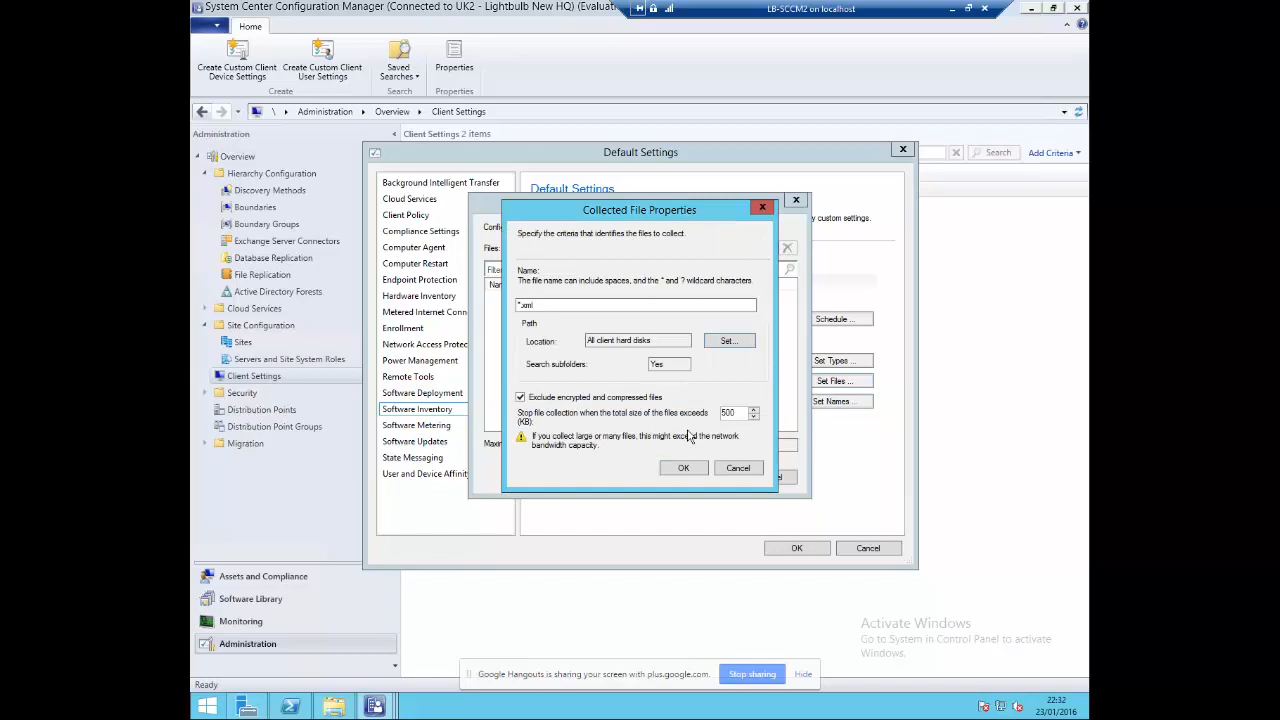 System Center Configuration Manager (Connected to UK2 - Lightbulb New HQ) (Evaluat
LB-SCCM2 on localhost
Home
Create Custom Client
Device Settings
Create Custom Client
User Settings
Saved
Searches
Properties
Create
Search
Properties
\ Administration Overview Client Settings
Administration
Client Settings 2 items
Search
Add Criteria
Overview
Hierarchy Configuration
Discovery Methods
Boundaries
Boundary Groups
Exchange Server Connectors
Database Replication
File Replication
Active Directory Forests
Cloud Services
Site Configuration
Sites
Servers and Site System Roles
Client Settings
Security
Distribution Points
Distribution Point Groups
Migration
Assets and Compliance
Software Library
Monitoring
Administration
Ready
Default Settings
Background Intelligent Transfer
Cloud Services
Client Policy
Compliance Settings
Computer Agent
Computer Restart
Endpoint Protection
Hardware Inventory
Metered Internet Conn
Enrollment
Network Access Protec
Power Management
Remote Tools
Software Deployment
Software Inventory
Software Metering
Software Updates
State Messaging
User and Device Affinity
Default Settings
y custom settings.
Schedule ...
Set Types ...
Set Files ...
Set Names ...
OK
Cancel
Config
Files:
Filter
Na
Maxim
el
Collected File Properties
Specify the criteria that identifies the files to collect.
Name:
The file name can include spaces, and the * and ? wildcard characters.
*.xml
Path
Location:
All client hard disks
Set...
Search subfolders:
Yes
Exclude encrypted and compressed files
Stop file collection when the total size of the files exceeds
(KB):
500
If you collect large or many files, this might exceed the network
bandwidth capacity.
OK
Cancel
Activate Windows
Go to System in Control Panel to activate
Windows.
Google Hangouts is sharing your screen with plus.google.com.
Stop sharing
Hide
22:32
23/01/2016